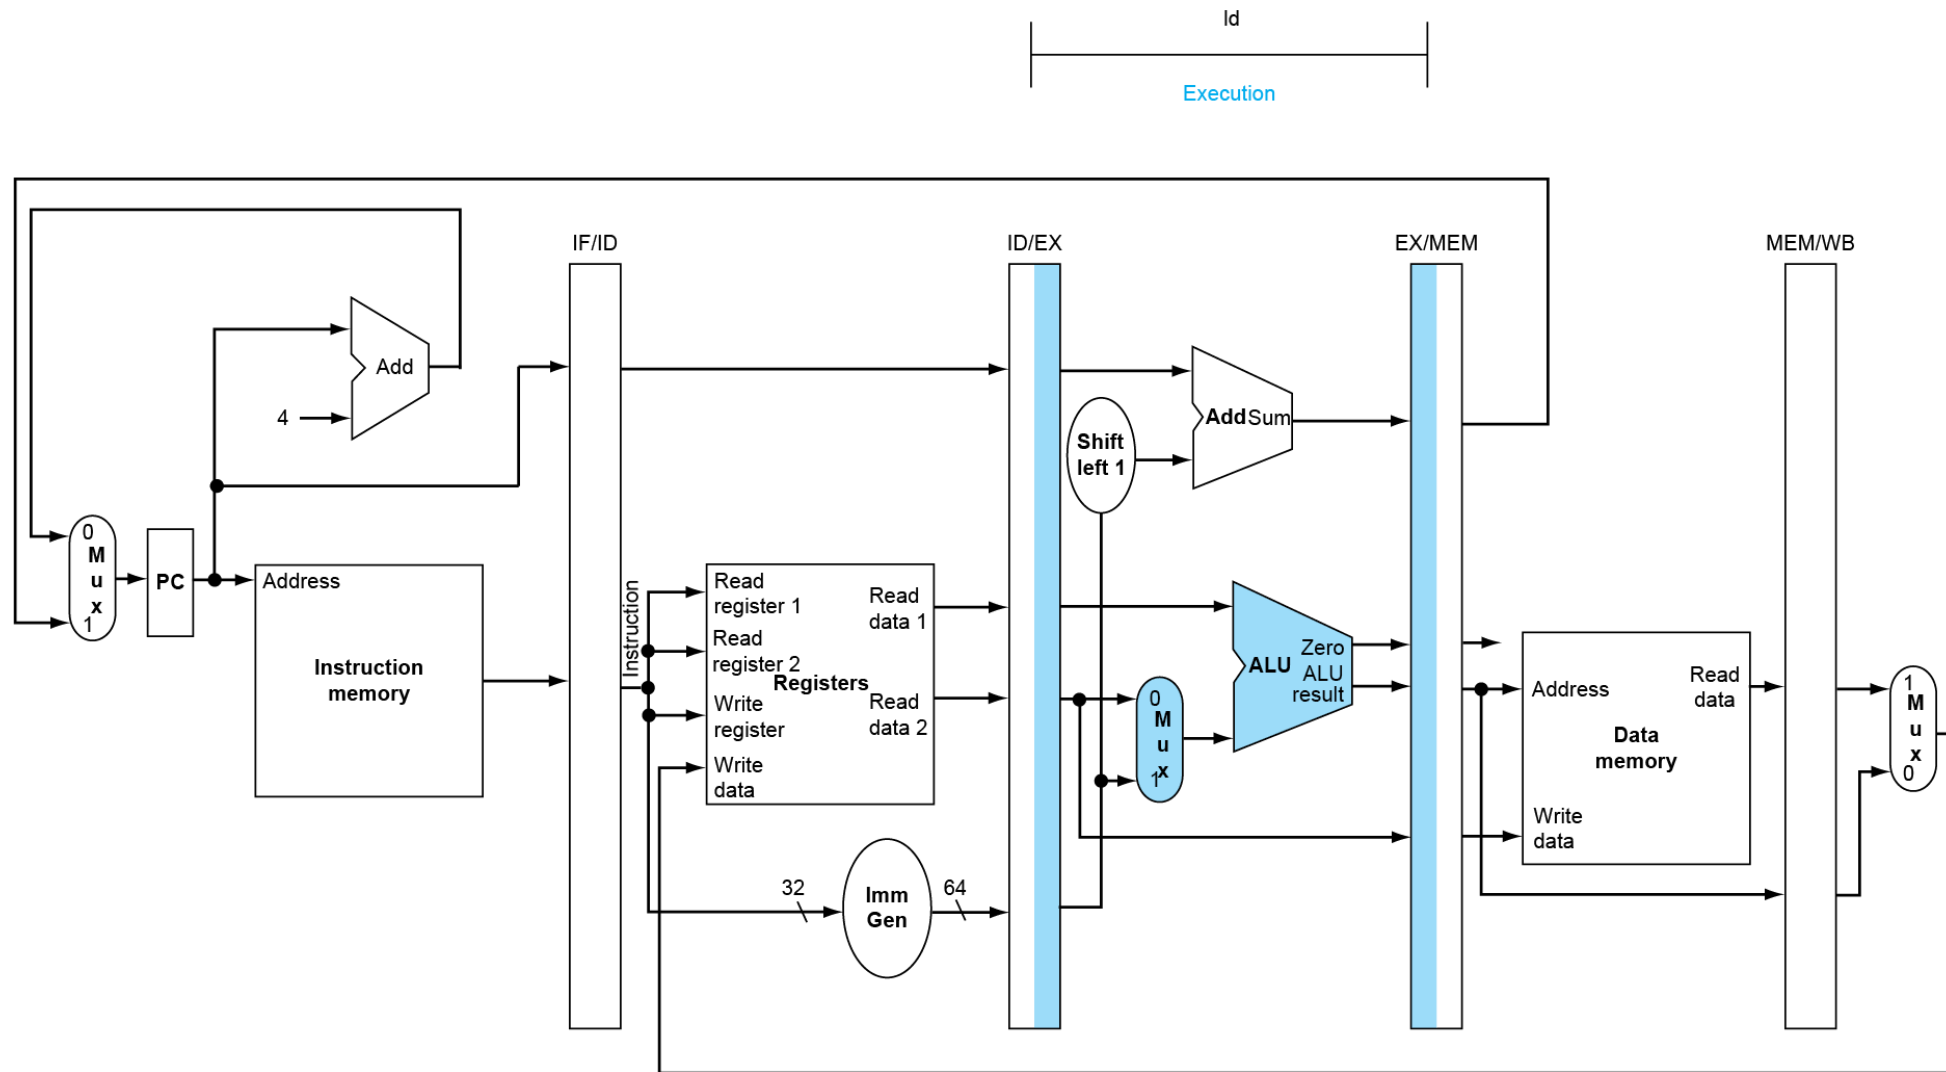 ld
Execution
IF/ID
ID/EX
EX/MEM
MEM/WB
Add
4
Add Sum
Shift
left 1
0
M
u
x
1
PC
Address
Instruction
memory
Instruction
Read
register 1
Read
register 2
Write
register
Write
data
Registers
Read
data 1
Read
data 2
32
Imm
Gen
64
0
M
u
x
1
ALU
Zero
ALU
result
Address
Write
data
Data
memory
Read
data
1
M
u
x
0